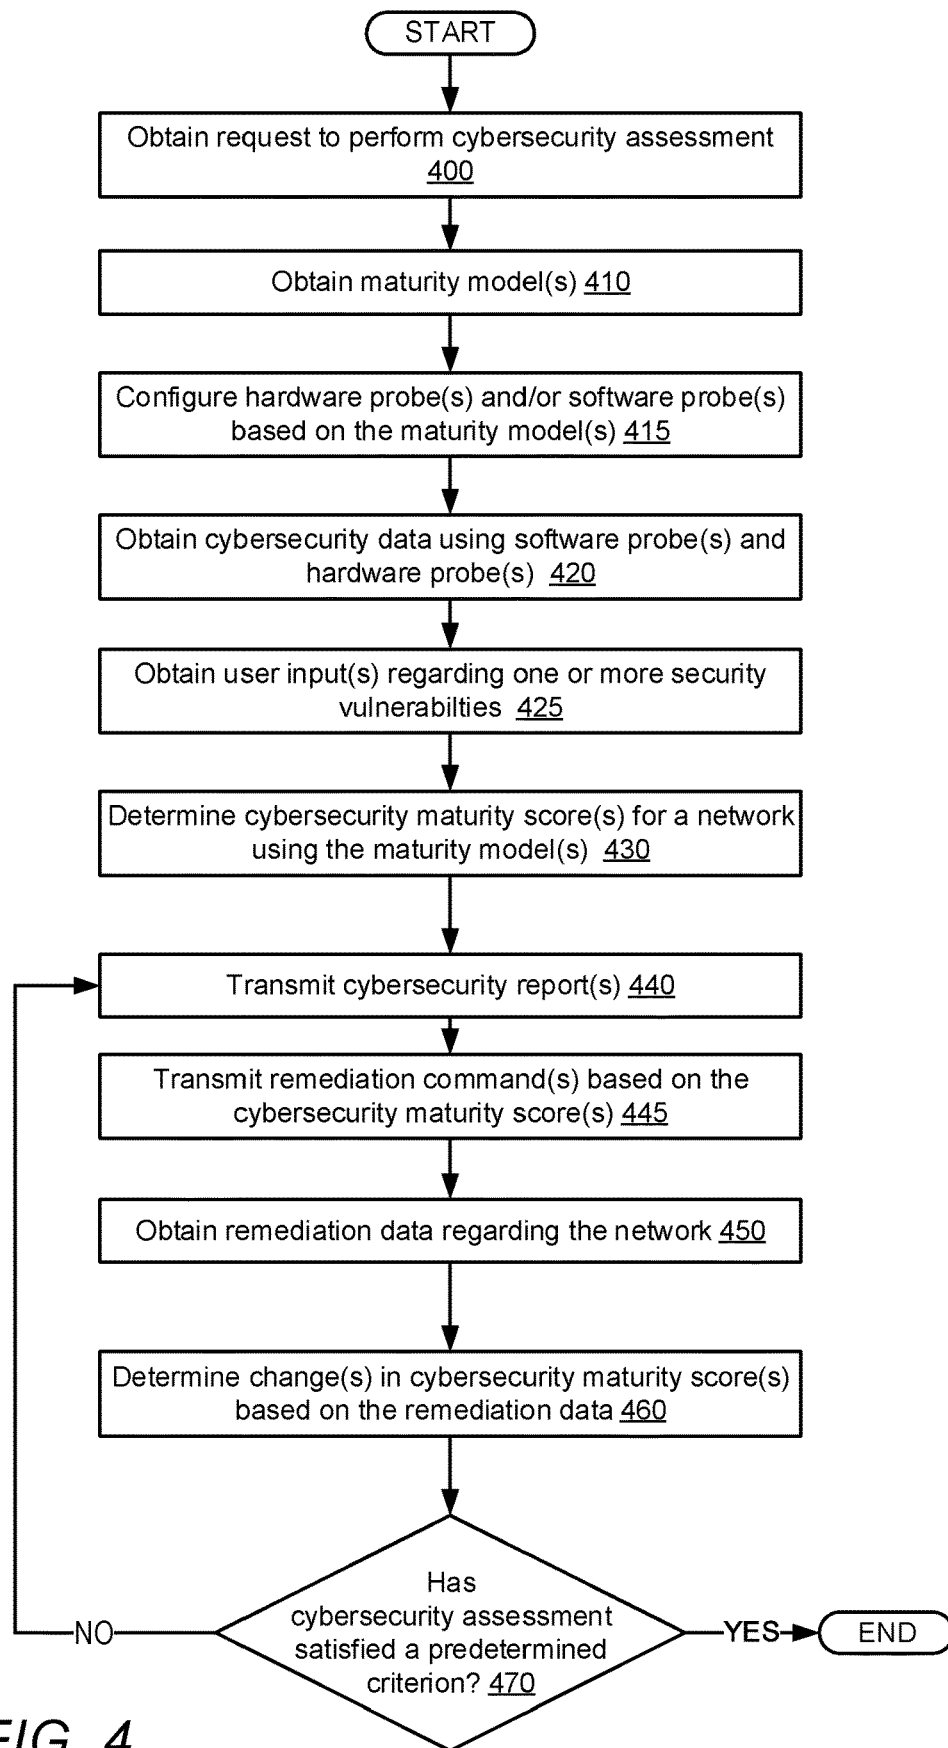 START
Obtain request to perform cybersecurity assessment
400
Obtain maturity model(s) 410
Configure hardware probe(s) and/or software probe(s)
based on the maturity model(s) 415
Obtain cybersecurity data using software probe(s) and
hardware probe(s) 420
Obtain user input(s) regarding one or more security
vulnerabilties 425
Determine cybersecurity maturity score(s) for a network
using the maturity model(s) 430
Transmit cybersecurity report(s) 440
Transmit remediation command(s) based on the
cybersecurity maturity score(s) 445
Obtain remediation data regarding the network 450
Determine change(s) in cybersecurity maturity score(s)
based on the remediation data 460
Has
cybersecurity assessment
satisfied a predetermined
criterion? 470
NO
YES
END
FIG. 4